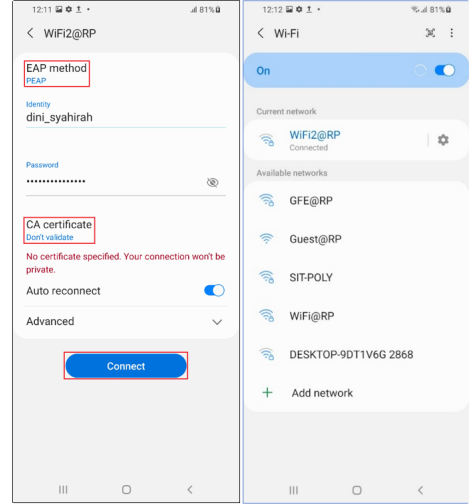 12:11
81%
WiFi2@RP
EAP method
PEAP
Identity
dini_syahirah
Password
•••••••••••••••
CA certificate
Don't validate
No certificate specified. Your connection won't be
private.
Auto reconnect
Advanced
Connect
12:12
81%
Wi-Fi
On
Current network
WiFi2@RP
Connected
Available networks
GFE@RP
Guest@RP
SIT-POLY
WiFi@RP
DESKTOP-9DT1V6G 2868
Add network